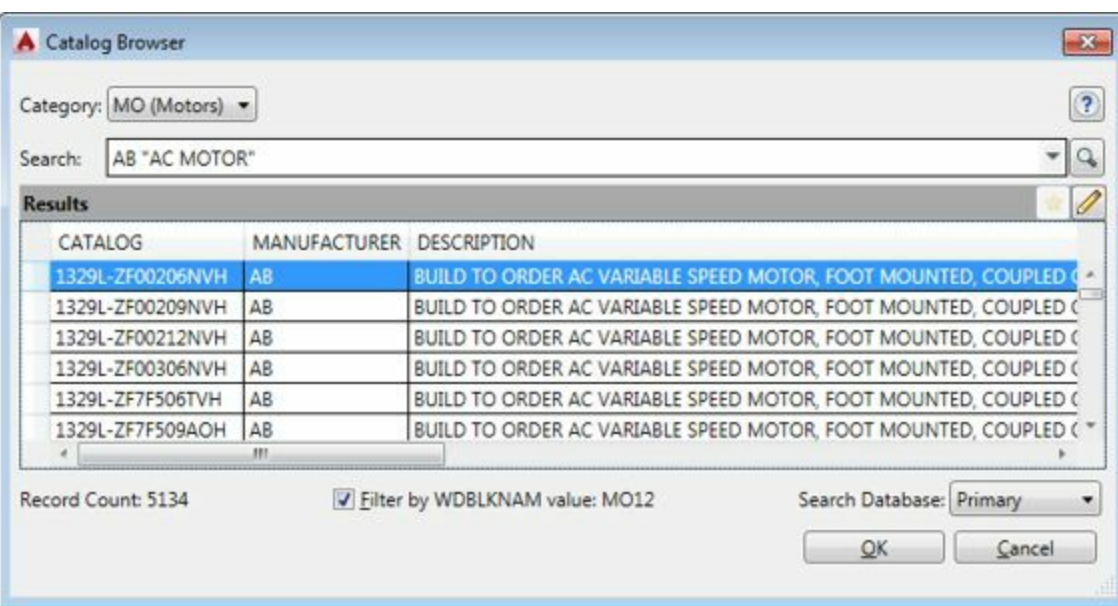 Catalog Browser
Category: MO (Motors)
Search: AB "AC MOTOR"
Results
CATALOG MANUFACTURER DESCRIPTION
1329L-ZF00206NVH AB BUILD TO ORDER AC VARIABLE SPEED MOTOR, FOOT MOUNTED, COUPLED
1329L-ZF00209NVH AB BUILD TO ORDER AC VARIABLE SPEED MOTOR, FOOT MOUNTED, COUPLED
1329L-ZF00212NVH AB BUILD TO ORDER AC VARIABLE SPEED MOTOR, FOOT MOUNTED, COUPLED
1329L-ZF00306NVH AB BUILD TO ORDER AC VARIABLE SPEED MOTOR, FOOT MOUNTED, COUPLED
1329L-ZF7F506TVH AB BUILD TO ORDER AC VARIABLE SPEED MOTOR, FOOT MOUNTED, COUPLED
1329L-ZF7F509AOH AB BUILD TO ORDER AC VARIABLE SPEED MOTOR, FOOT MOUNTED, COUPLED
Record Count: 5134 Filter by WDBLKNAM value: MO12 Search Database: Primary
OK Cancel